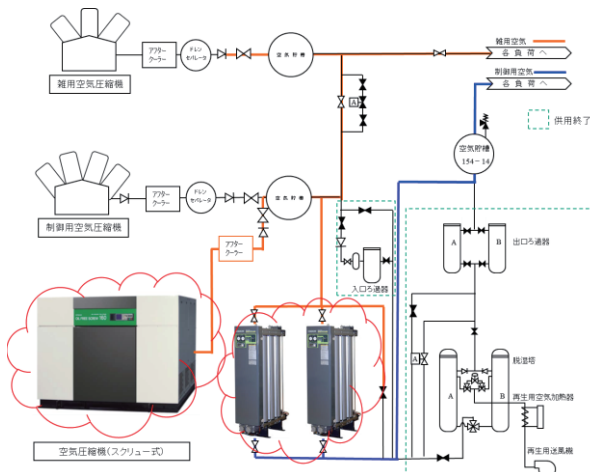 雑用空気
各負荷へ
制御用空気
各負荷へ
供用終了
アフター
クーラー
ドレン
セパレータ
空気貯槽
雑用空気圧縮機
A
空気貯槽
154-14
アフター
クーラー
ドレン
セパレータ
空気貯槽
制御用空気圧縮機
アフター
クーラー
入口ろ過器
A
B
出口ろ過器
A
脱湿塔
A
B
再生用空気加熱器
再生用送風機
空気圧縮機(スクリュー式)